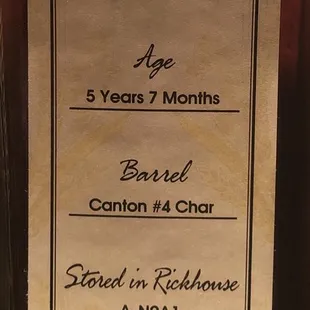 Age
5 Years 7 Months
Barrel
Canton #4 Char
Stored in Rickhouse